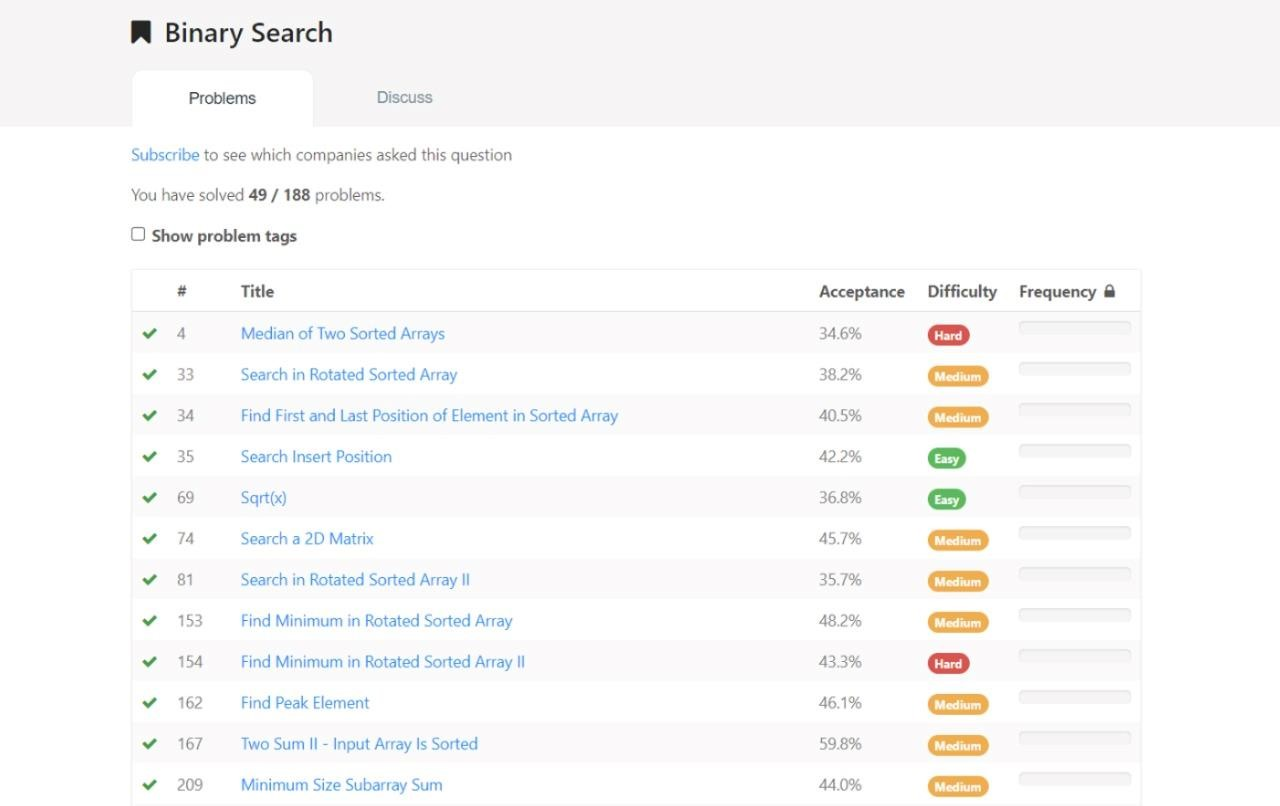 Binary Search
Problems Discuss
Subscribe to see which companies asked this question
You have solved 49 / 188 problems.
Show problem tags
# Title Acceptance Difficulty Frequency
4 Median of Two Sorted Arrays 34.6% Hard
33 Search in Rotated Sorted Array 38.2% Medium
34 Find First and Last Position of Element in Sorted Array 40.5% Medium
35 Search Insert Position 42.2% Easy
69 Sqrt(x) 36.8% Easy
74 Search a 2D Matrix 45.7% Medium
81 Search in Rotated Sorted Array II 35.7% Medium
153 Find Minimum in Rotated Sorted Array 48.2% Medium
154 Find Minimum in Rotated Sorted Array II 43.3% Hard
162 Find Peak Element 46.1% Medium
167 Two Sum II - Input Array Is Sorted 59.8% Medium
209 Minimum Size Subarray Sum 44.0% Medium